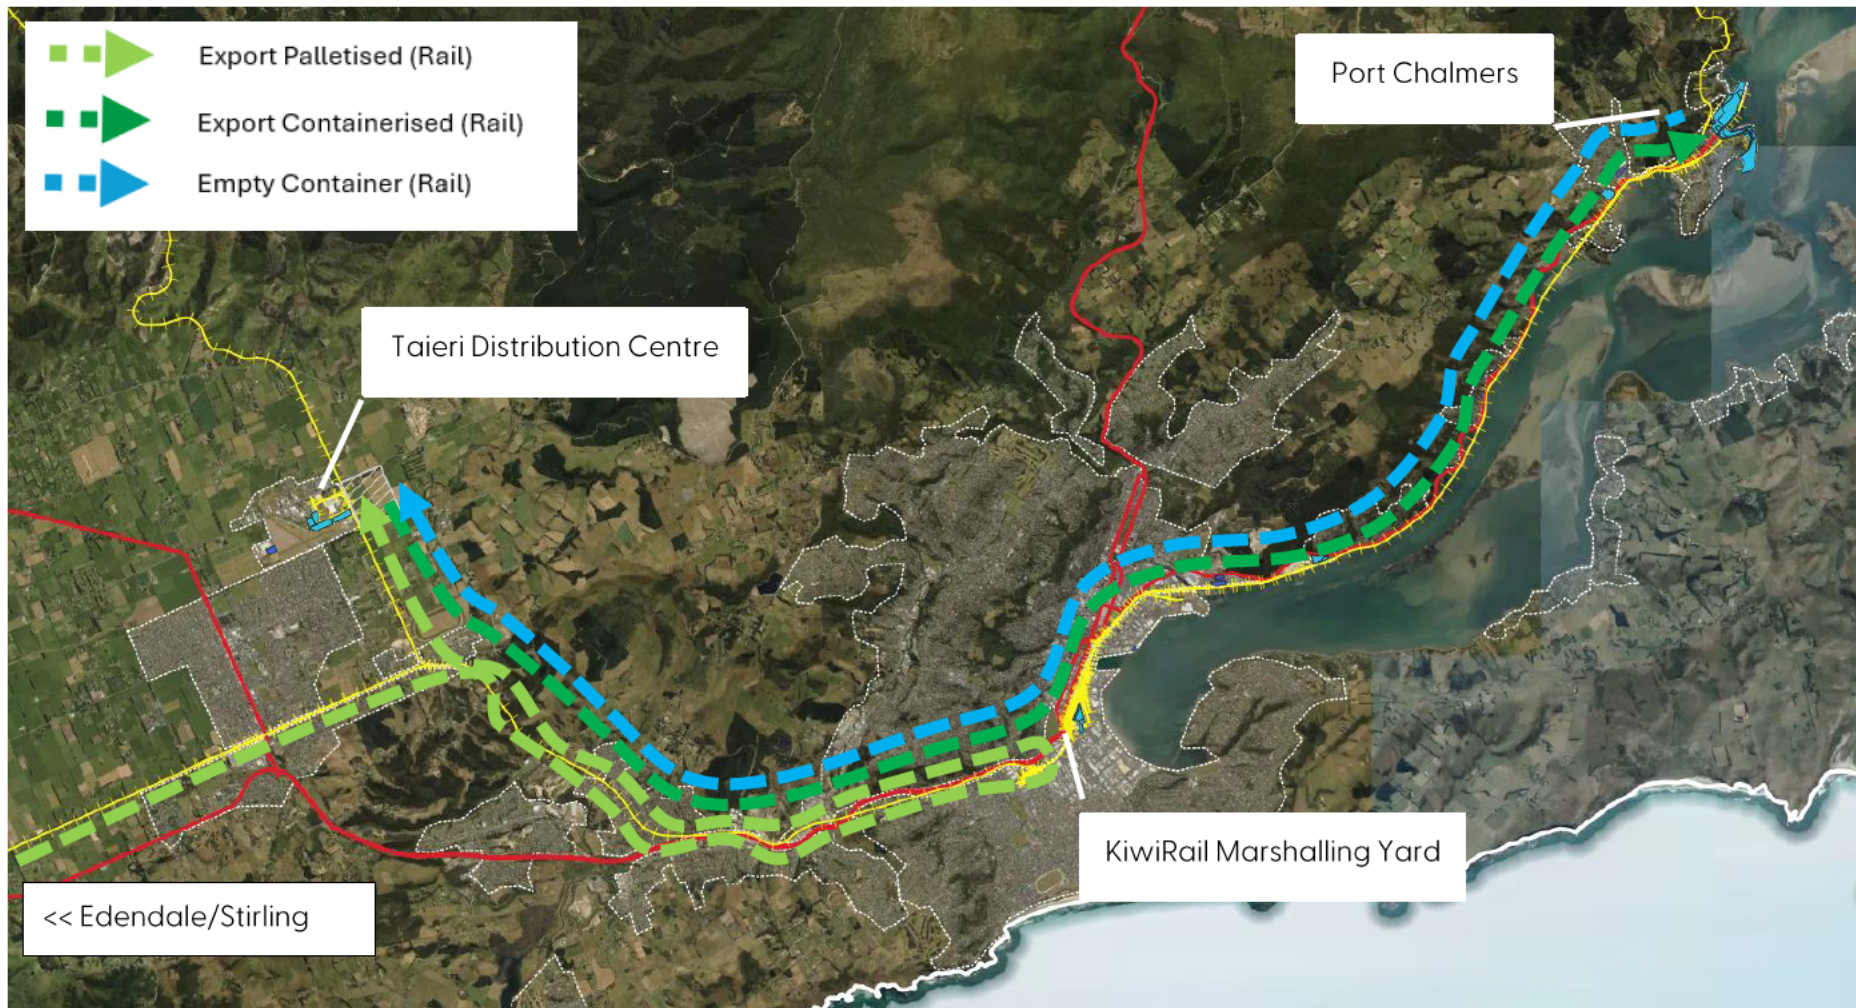 Export Palletised (Rail)
Export Containerised (Rail)
Empty Container (Rail)
Port Chalmers
Taieri Distribution Centre
KiwiRail Marshalling Yard
<< Edendale/Stirling